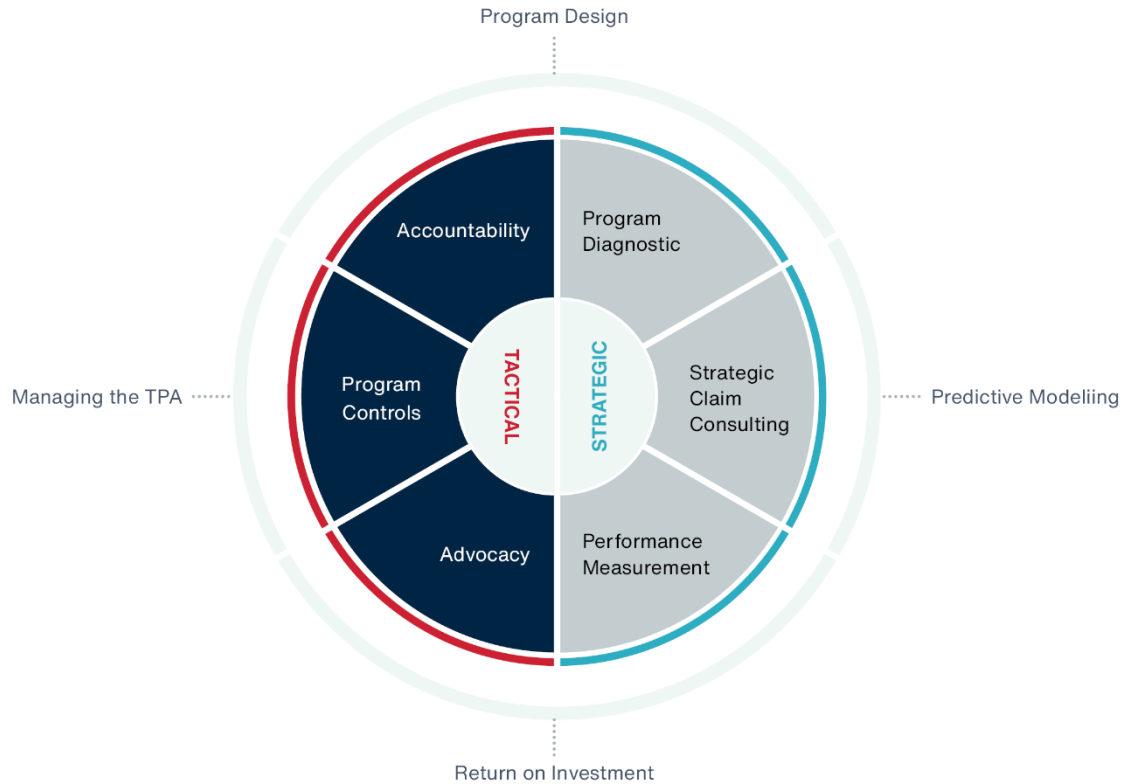 Program Design
Accountability
Program
Diagnostic
Managing the TPA
Program
Controls
TACTICAL
STRATEGIC
Strategic
Claim
Consulting
Predictive Modeliing
Advocacy
Performance
Measurement
Return on Investment